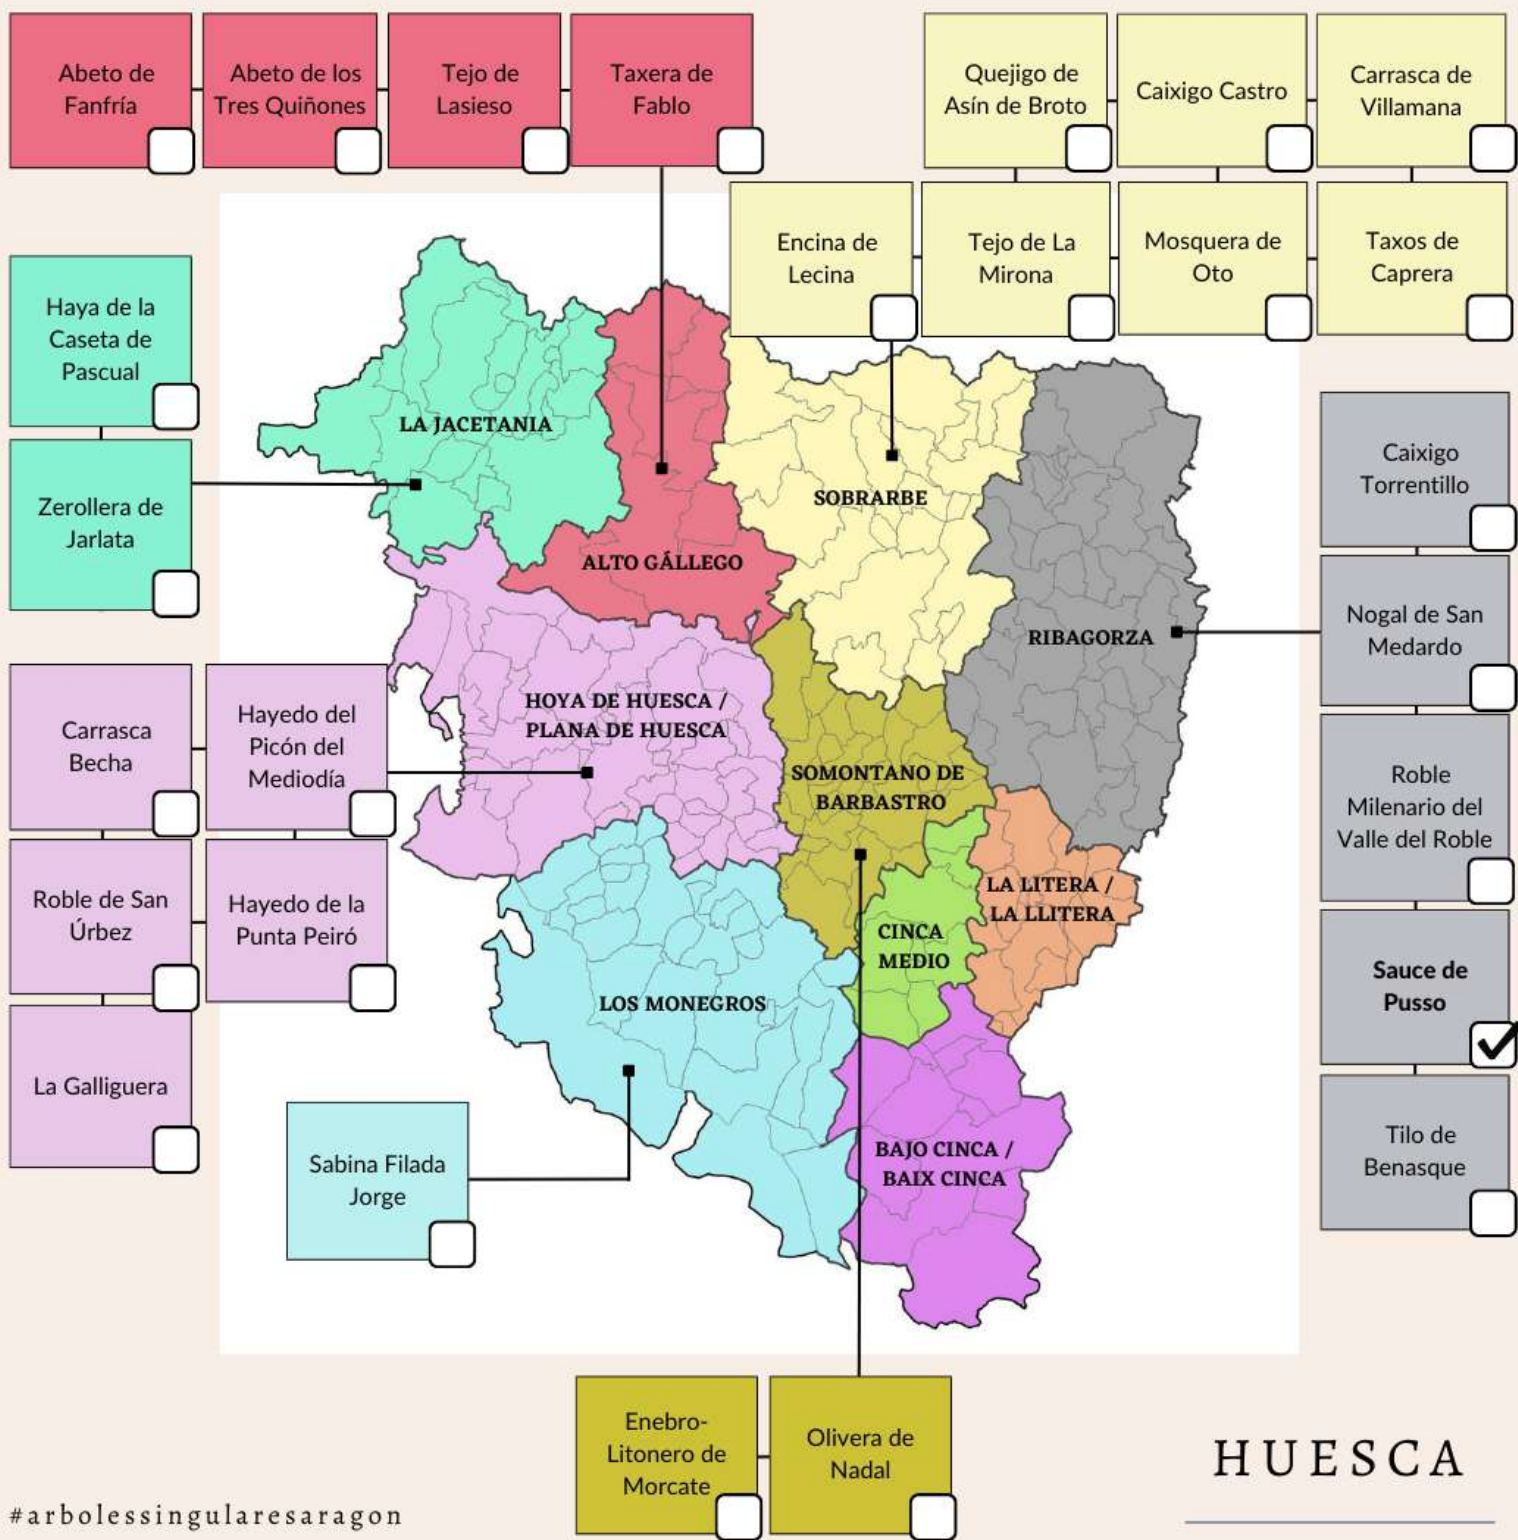 Abeto de
Fanfría
Abeto de los
Tres Quiñones
Tejo de
Lasieso
Taxera de
Fablo
Quejigo de
Asín de Broto
Caixigo Castro
Carrasca de
Villamana
Encina de
Lecina
Tejo de La
Mirona
Mosquera de
Oto
Taxos de
Caprera
Haya de la
Caseta de
Pascual
Zerollera de
Jarlata
LA JACETANIA
ALTO GÁLLEGO
SOBRARBE
RIBAGORZA
Caixigo
Torrentillo
Nogal de San
Medardo
Roble
Milenario del
Valle del Roble
Sauce de
Pusso
Tilo de
Benasque
Carrasca
Becha
Hayedo del
Picón del
Mediodía
Roble de San
Úrbez
Hayedo de la
Punta Peiró
La Galliguera
HOYA DE HUESCA /
PLANA DE HUESCA
SOMONTANO DE
BARBASTRO
LA LITERA /
LA LLITERA
CINCA
MEDIO
LOS MONEGROS
BAJO CINCA /
BAIX CINCA
Sabina Filada
Jorge
Enebro-
Litonero de
Morcate
Olivera de
Nadal
HUESCA
#arbolessingularesaragon